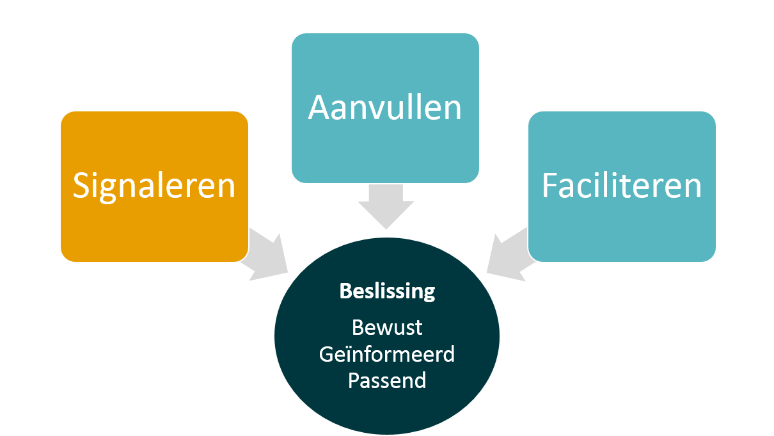 Signaleren
Aanvullen
Faciliteren
Beslissing
Bewust
Geïnformeerd
Passend